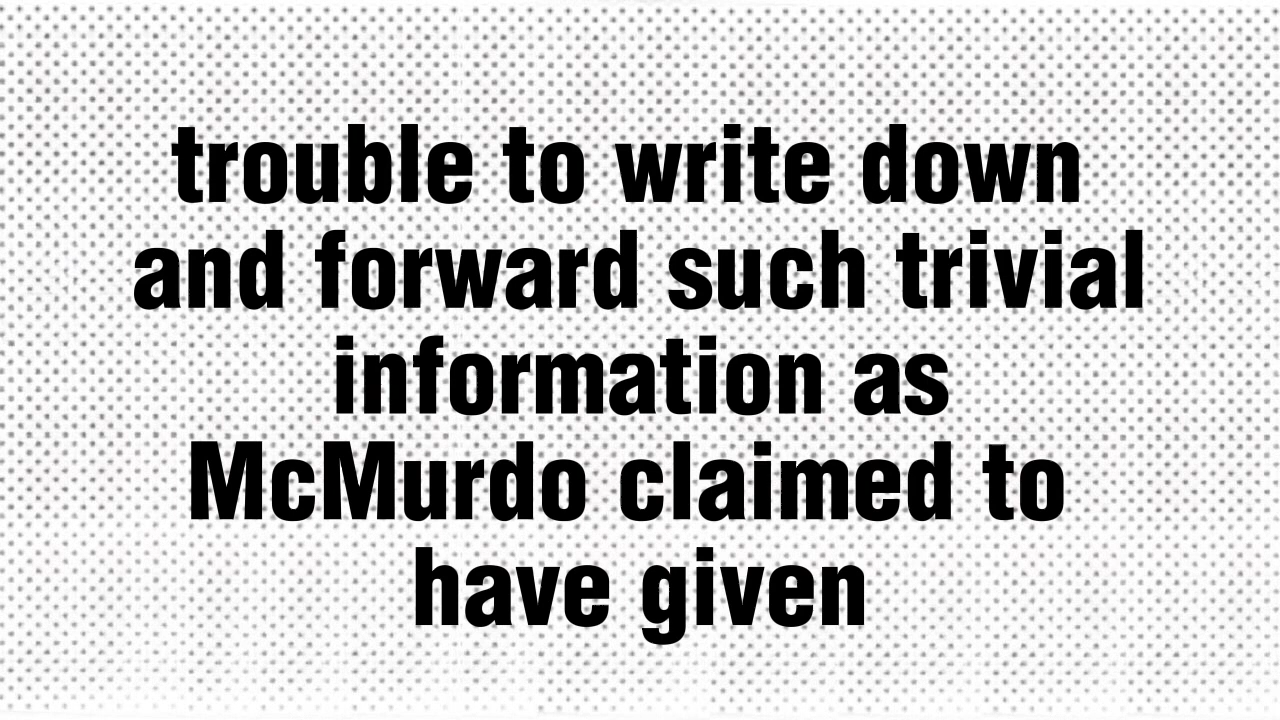 trouble to write down
and forward such trivial
information as
McMurdo claimed to
have given